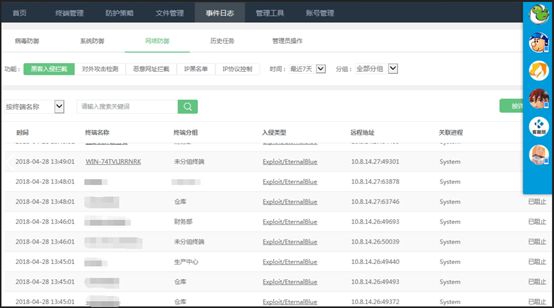 首页 终端管理 防护策略 文件管理 事件日志 管理工具 账号管理
病毒防御 系统防御 网络防御 历史任务 管理员操作
功能： 黑客入侵拦截 对外攻击检测 恶意网址拦截 IP黑名单 IP协议控制 时间： 最近7天 分组： 全部分组
按终端名称 请输入搜索关键词
时间 终端名称 终端分组 入侵类型 远程地址 关联进程
2018-04-28 13:49:01 WIN-74TVIJRRNRK 未分组终端 Exploit/EternalBlue 10.8.14.27:49301 System
2018-04-28 13:48:01 Exploit/EternalBlue 10.8.14.27:63878 System
2018-04-28 13:48:01 仓库 Exploit/EternalBlue 10.8.14.27:63746 System 已阻止
2018-04-28 13:46:01 财务部 Exploit/EternalBlue 10.8.14.26:49693 System 已阻止
2018-04-28 13:46:01 未分组终端 Exploit/EternalBlue 10.8.14.26:50039 System 已阻止
2018-04-28 13:45:01 生产中心 Exploit/EternalBlue 10.8.14.26:49440 System 已阻止
2018-04-28 13:45:01 仓库 Exploit/EternalBlue 10.8.14.26:49493 System 已阻止
2018-04-28 13:45:01 仓库 Exploit/EternalBlue 10.8.14.26:49372 System 已阻止